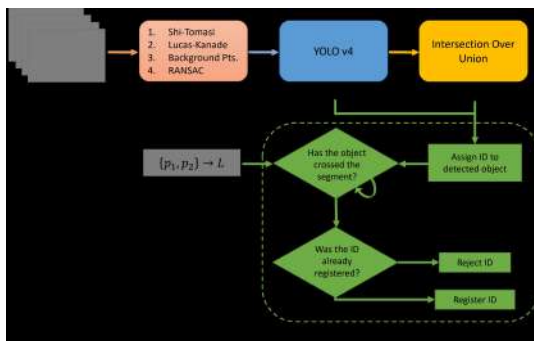 1. Shi-Tomasi
2. Lucas-Kanade
3. Background Pts.
4. RANSAC
YOLO v4
Intersection Over
Union
{p₁, p₂} → L
Has the object
crossed the
segment?
Assign ID to
detected object
Was the ID
already
registered?
Reject ID
Register ID